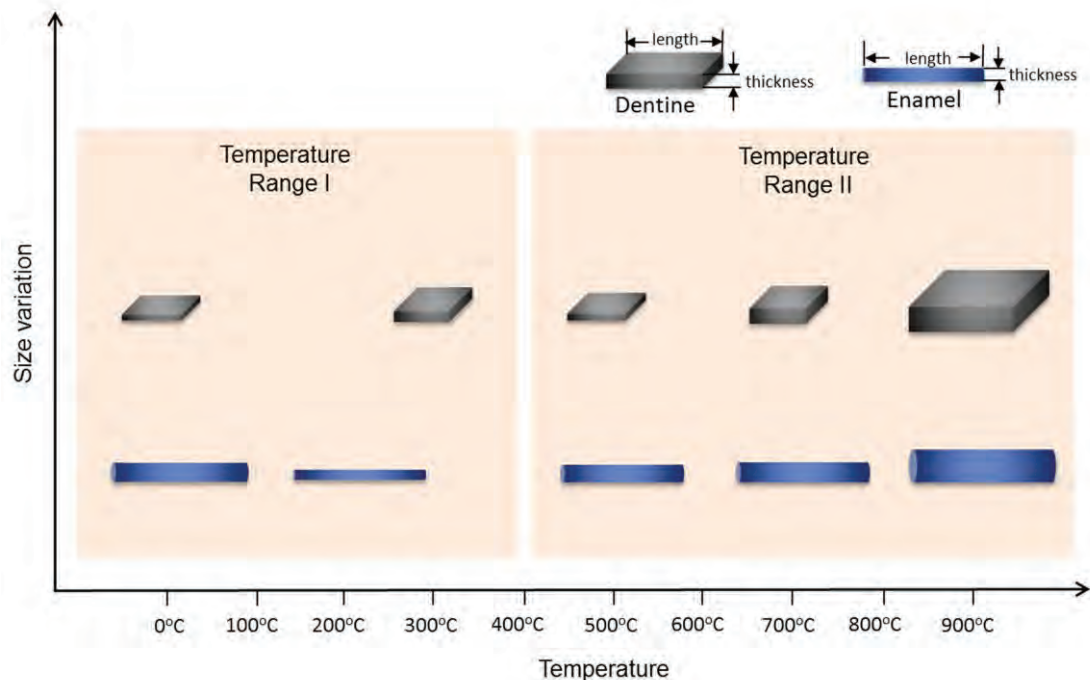 length
thickness
Dentine
length
thickness
Enamel
Temperature
Range I
Temperature
Range II
Size variation
0°C 100°C 200°C 300°C 400°C 500°C 600°C 700°C 800°C 900°C
Temperature